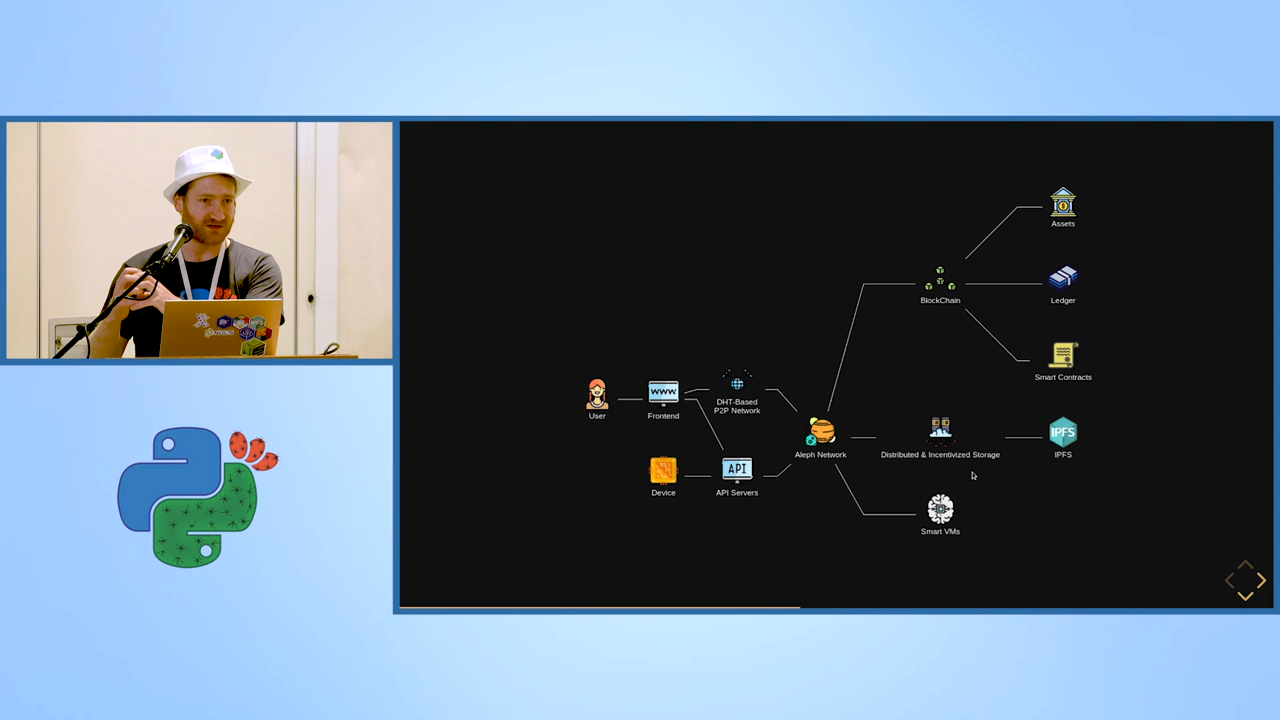 Assets
BlockChain
Ledger
Smart Contracts
WWW
User
Frontend
DHT-Based
P2P Network
Aleph Network
Distributed & Incentivized Storage
IPFS
IPFS
API
Device
API Servers
Smart VMs